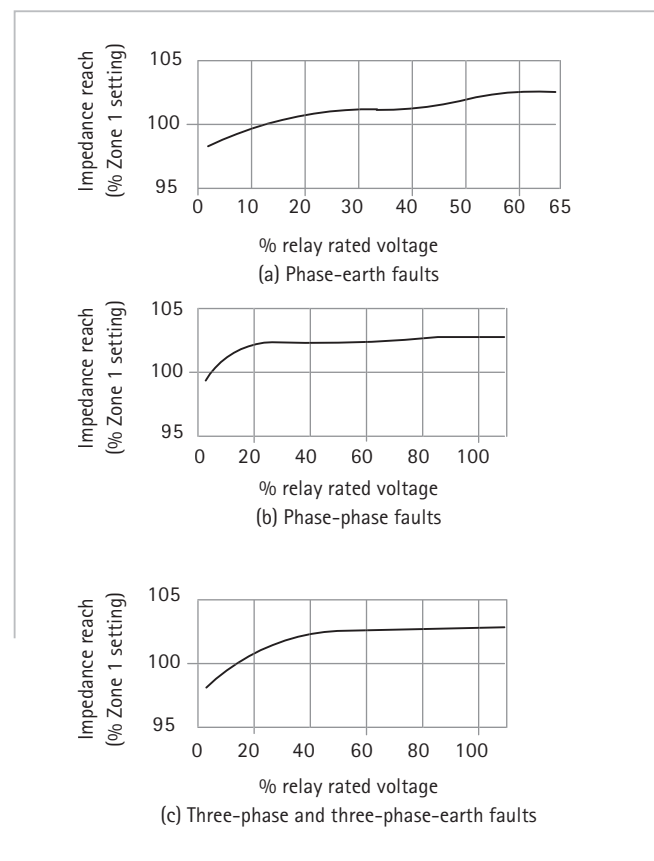 Impedance reach
(% Zone 1 setting)
105
100
95
0 10 20 30 40 50 60 65
% relay rated voltage
(a) Phase-earth faults
Impedance reach
(% Zone 1 setting)
105
100
95
0 20 40 60 80 100
% relay rated voltage
(b) Phase-phase faults
Impedance reach
(% Zone 1 setting)
105
100
95
0 20 40 60 80 100
% relay rated voltage
(c) Three-phase and three-phase-earth faults